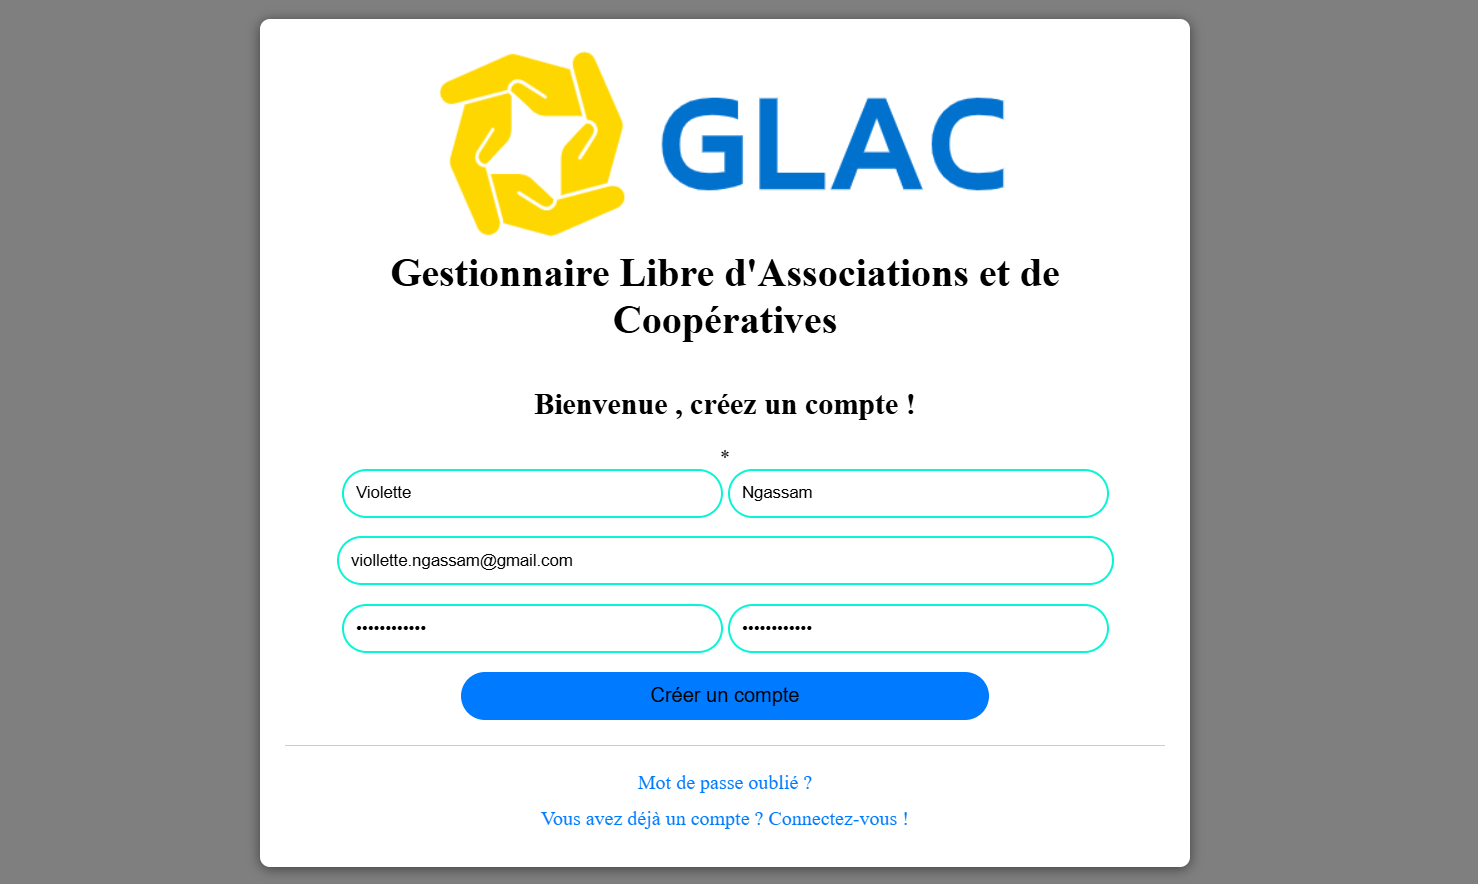 GLAC
Gestionnaire Libre d'Associations et de
Coopératives
Bienvenue , créez un compte !
*
Violette Ngassam
viollette.ngassam@gmail.com
•••••••••••• ••••••••••••
Créer un compte
Mot de passe oublié ?
Vous avez déjà un compte ? Connectez-vous !